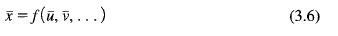 x̄ = f(ū, v̄, . . . ) (3.6)